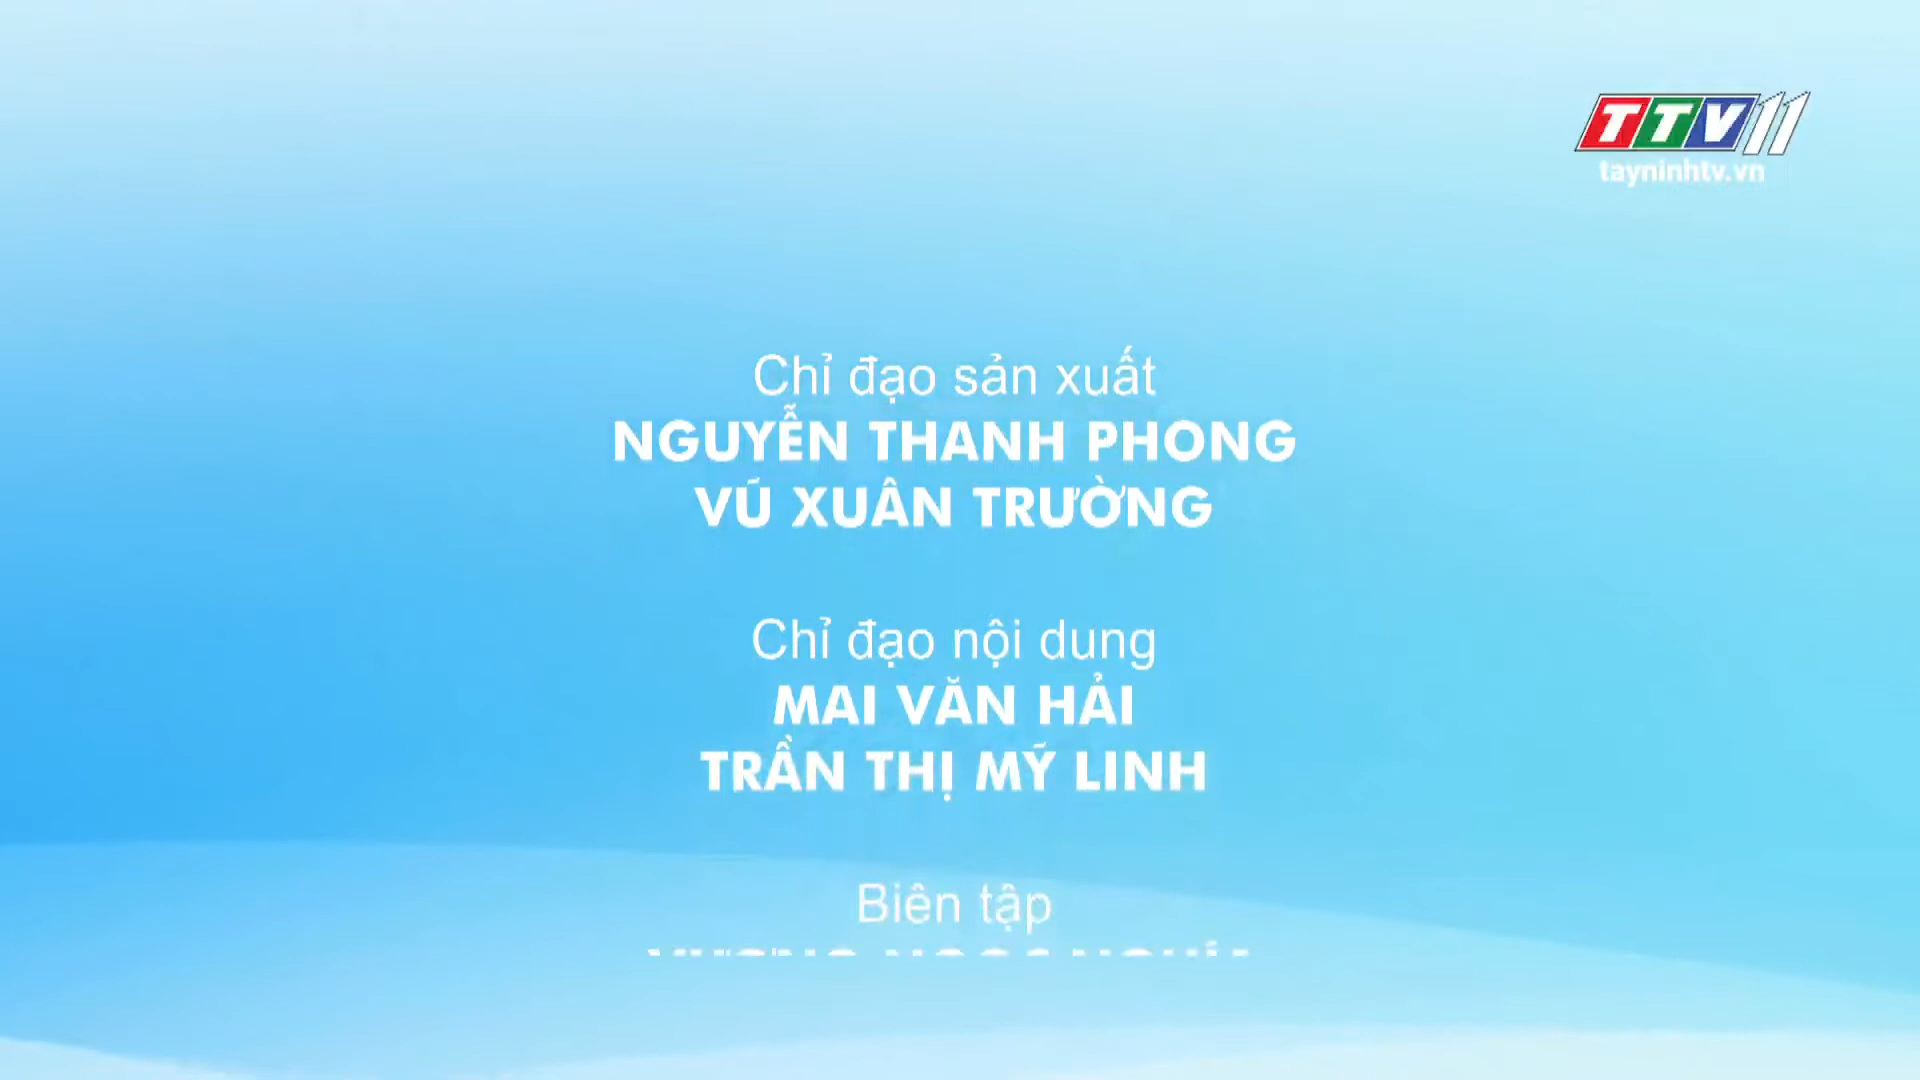 TTV11
tayninhtv.vn
Chỉ đạo sản xuất
NGUYỄN THANH PHONG
VŨ XUÂN TRƯỜNG
Chỉ đạo nội dung
MAI VĂN HẢI
TRẦN THỊ MỸ LINH
Biên tập